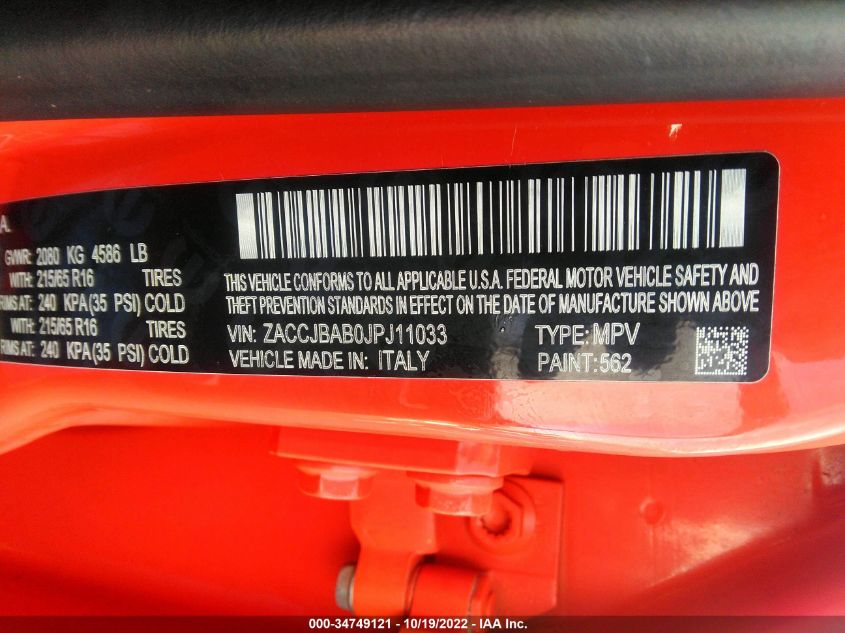 A.
GVWR: 2080 KG 4586 LB
WITH: 215/65 R16 TIRES
RIMS AT: 240 KPA(35 PSI) COLD
WITH: 215/65 R16 TIRES
RIMS AT: 240 KPA(35 PSI) COLD
THIS VEHICLE CONFORMS TO ALL APPLICABLE U.S.A. FEDERAL MOTOR VEHICLE SAFETY AND
THEFT PREVENTION STANDARDS IN EFFECT ON THE DATE OF MANUFACTURE SHOWN ABOVE
VIN: ZACCJBAB0JPJ11033 TYPE: MPV
VEHICLE MADE IN: ITALY PAINT: 562
000-34749121 - 10/19/2022 - IAA Inc.